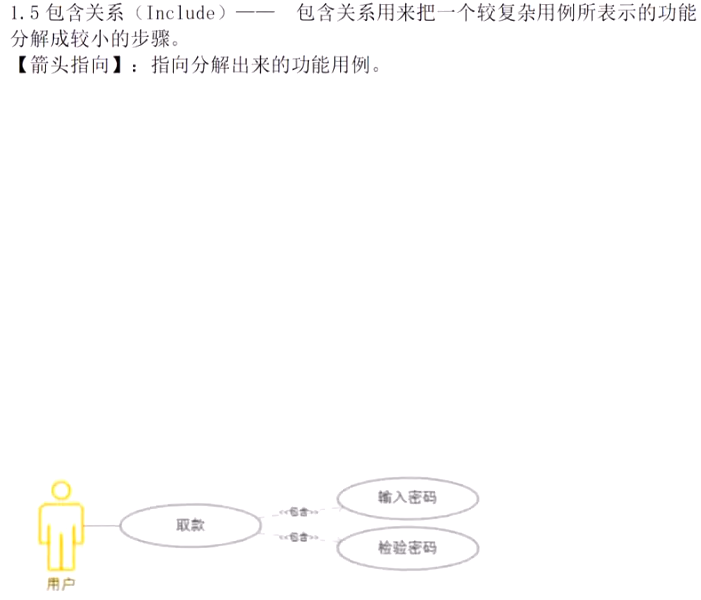 1.5 包含关系（Include）—— 包含关系用来把一个较复杂用例所表示的功能
分解成较小的步骤。
【箭头指向】：指向分解出来的功能用例。
输入密码
<<包含>>
取款
<<包含>>
检验密码
用户